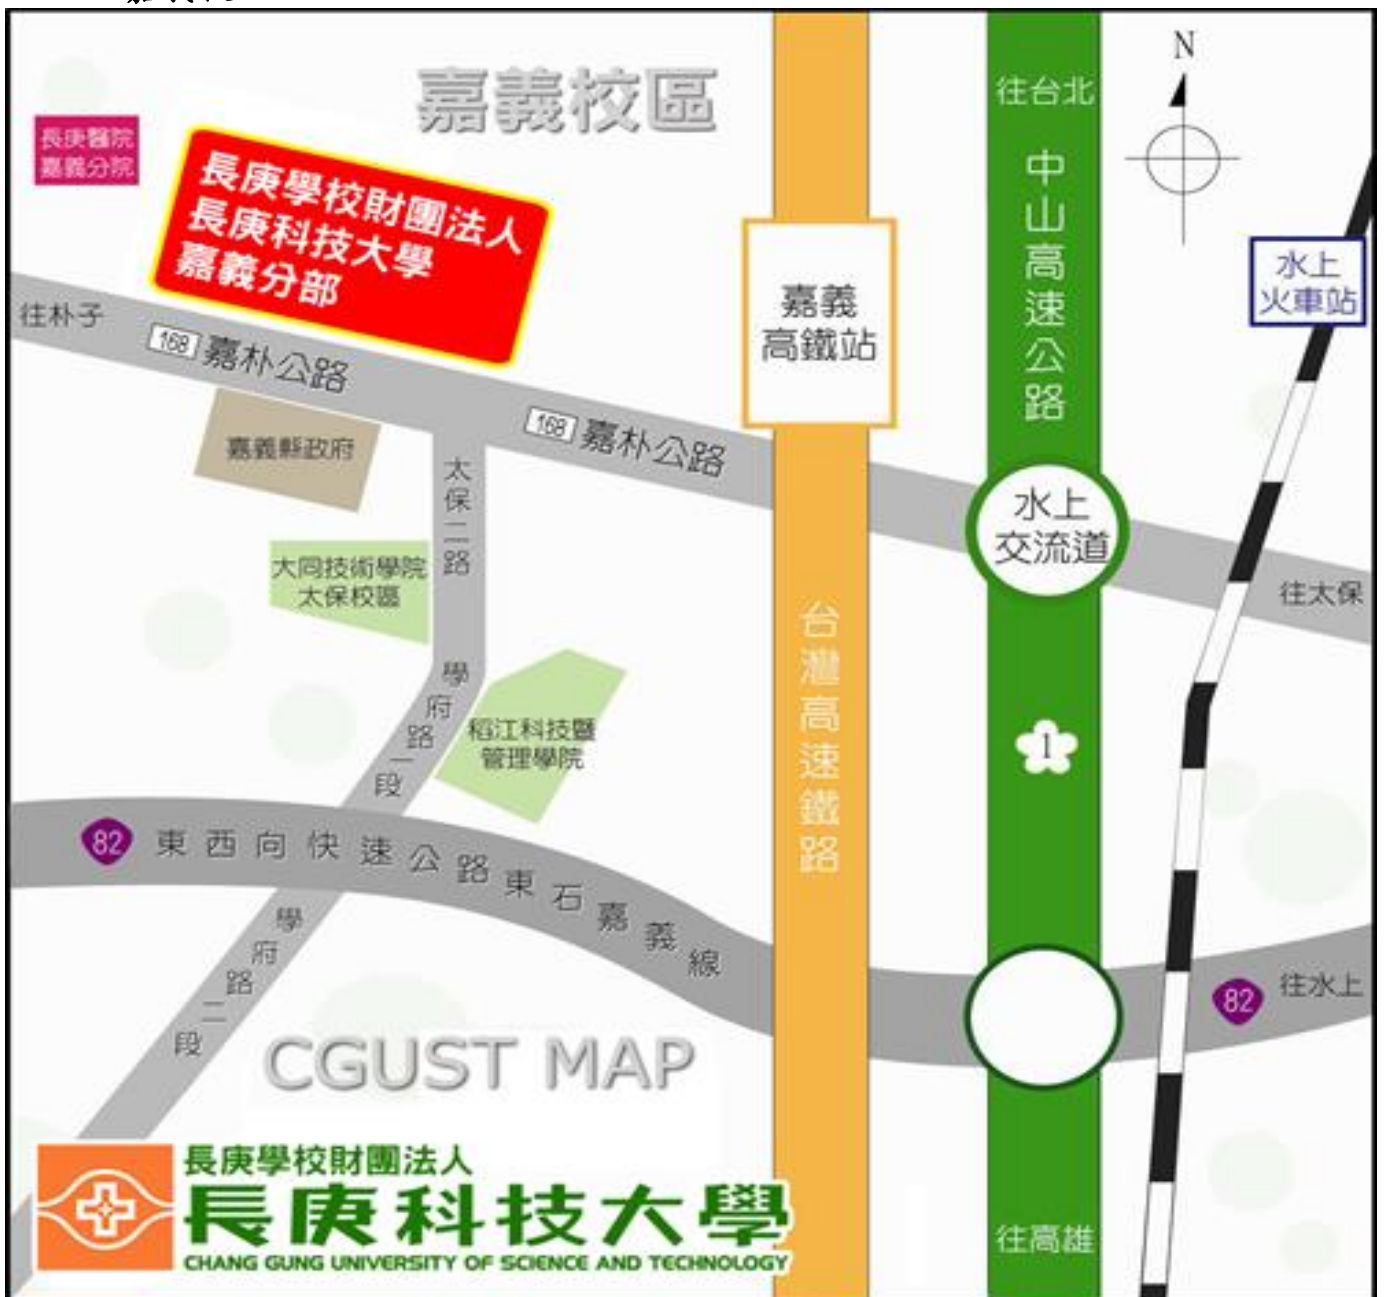 嘉義校區
往台北
N
長庚醫院
嘉義分院
長庚學校財團法人
長庚科技大學
嘉義分部
中山高速公路
水上
火車站
嘉義
高鐵站
往朴子
168 嘉朴公路
168 嘉朴公路
嘉義縣政府
太保二路
水上
交流道
大同技術學院
太保校區
往太保
台灣高速鐵路
學府路一段
稻江科技暨
管理學院
1
82 東西向快速公路東石嘉義線
學府路二段
82 往水上
CGUST MAP
長庚學校財團法人
長庚科技大學
CHANG GUNG UNIVERSITY OF SCIENCE AND TECHNOLOGY
往高雄